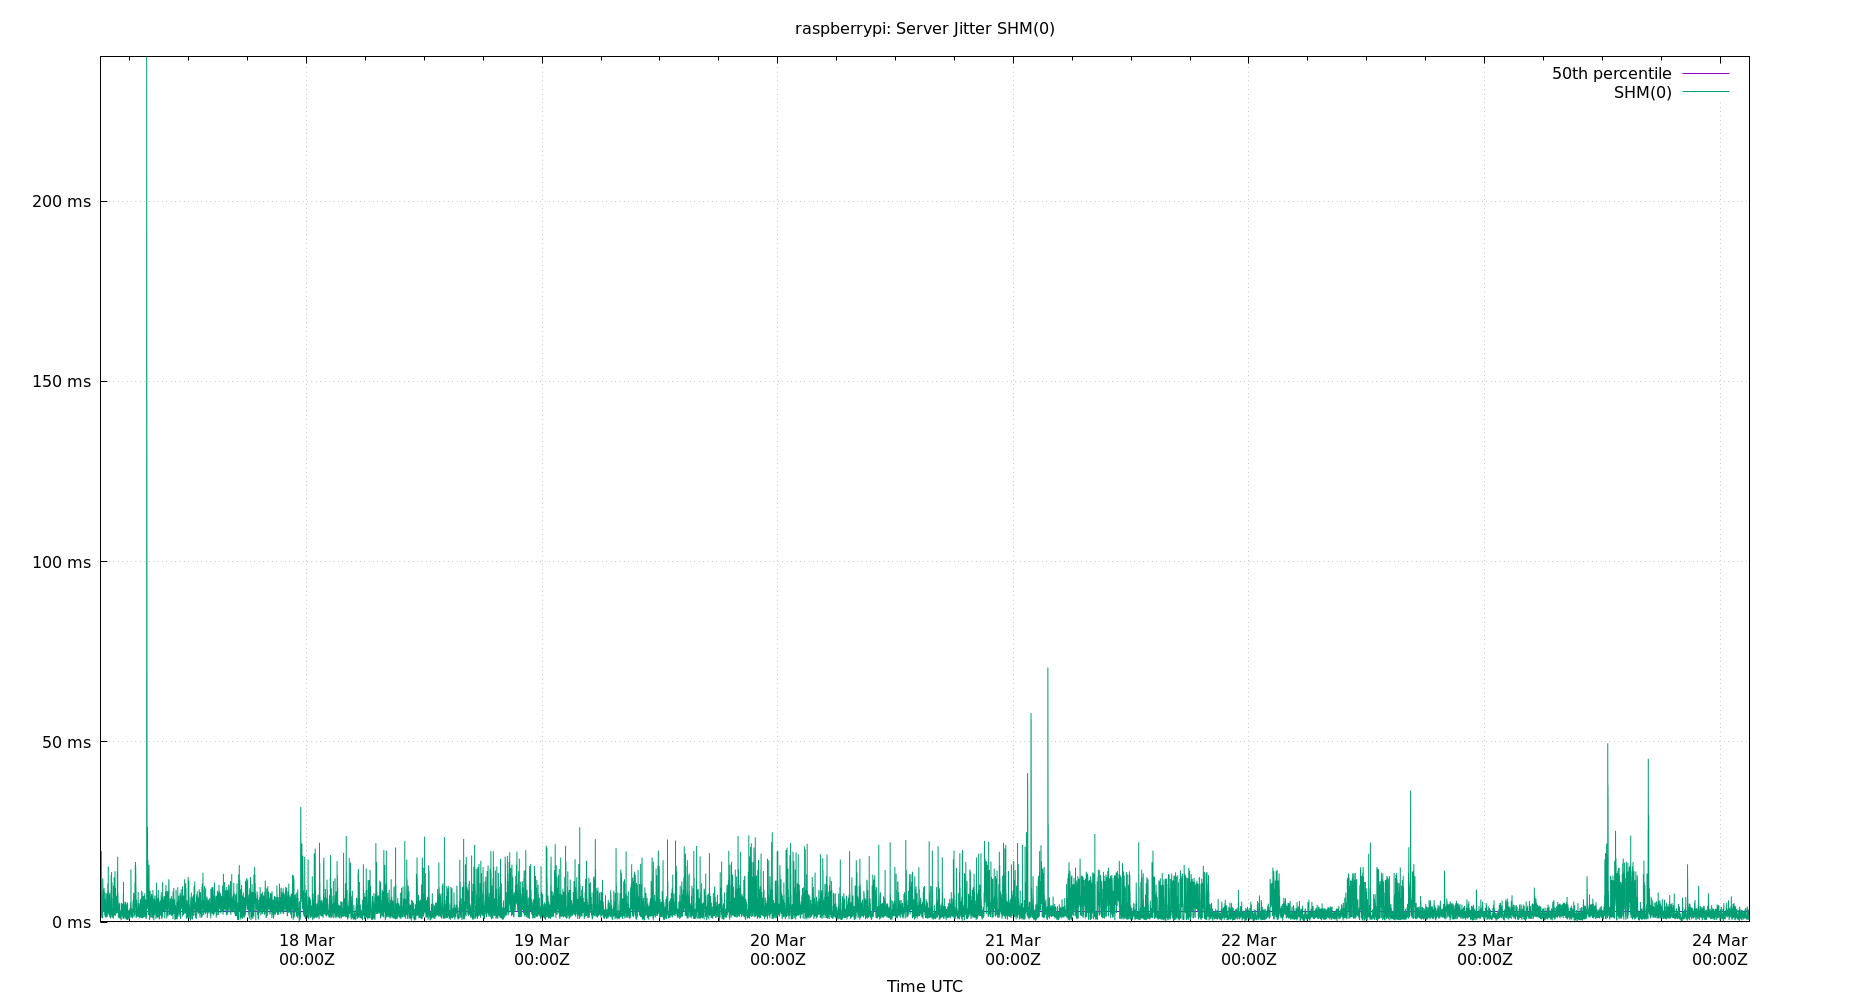 raspberrypi: Server Jitter SHM(0)
50th percentile
SHM(0)
200 ms
150 ms
100 ms
50 ms
0 ms
18 Mar 19 Mar 20 Mar 21 Mar 22 Mar 23 Mar 24 Mar
00:00Z 00:00Z 00:00Z 00:00Z 00:00Z 00:00Z 00:00Z
Time UTC